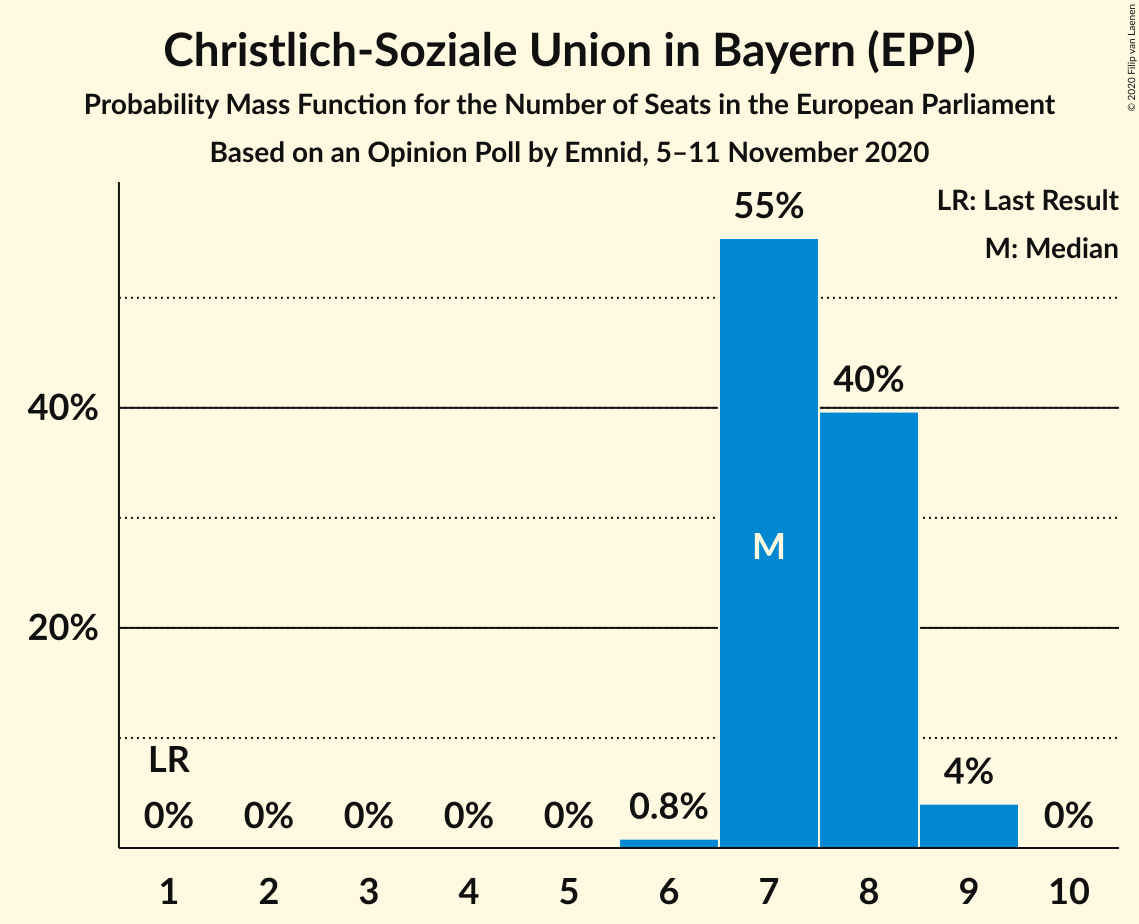 Christlich-Soziale Union in Bayern (EPP)
Probability Mass Function for the Number of Seats in the European Parliament
Based on an Opinion Poll by Emnid, 5–11 November 2020
© 2020 Filip van Laenen
LR: Last Result
M: Median
55%
40%
40%
M
20%
LR
0%
0%
0%
0%
0%
0.8%
4%
0%
1
2
3
4
5
6
7
8
9
10